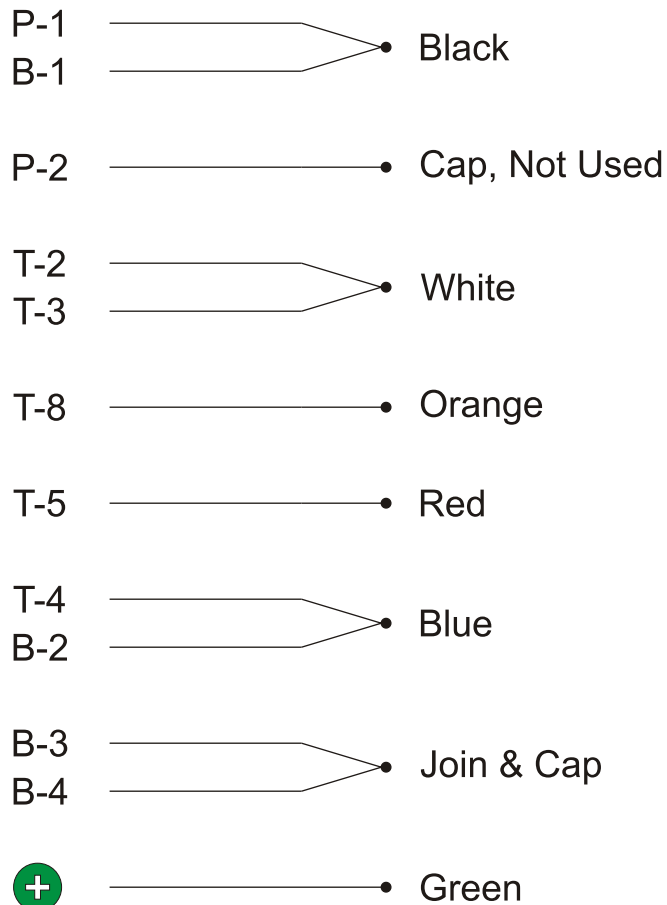 P-1
B-1
Black
P-2
Cap, Not Used
T-2
T-3
White
T-8
Orange
T-5
Red
T-4
B-2
Blue
B-3
B-4
Join & Cap
+
Green